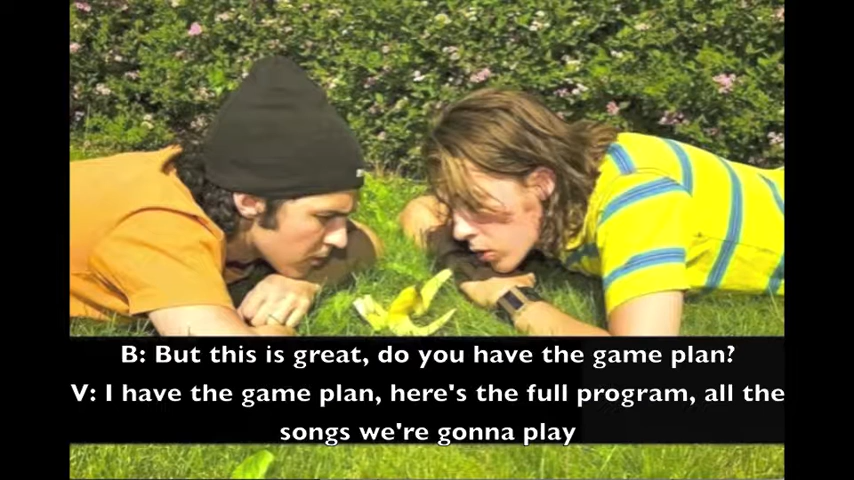 B: But this is great, do you have the game plan?
V: I have the game plan, here's the full program, all the
songs we're gonna play